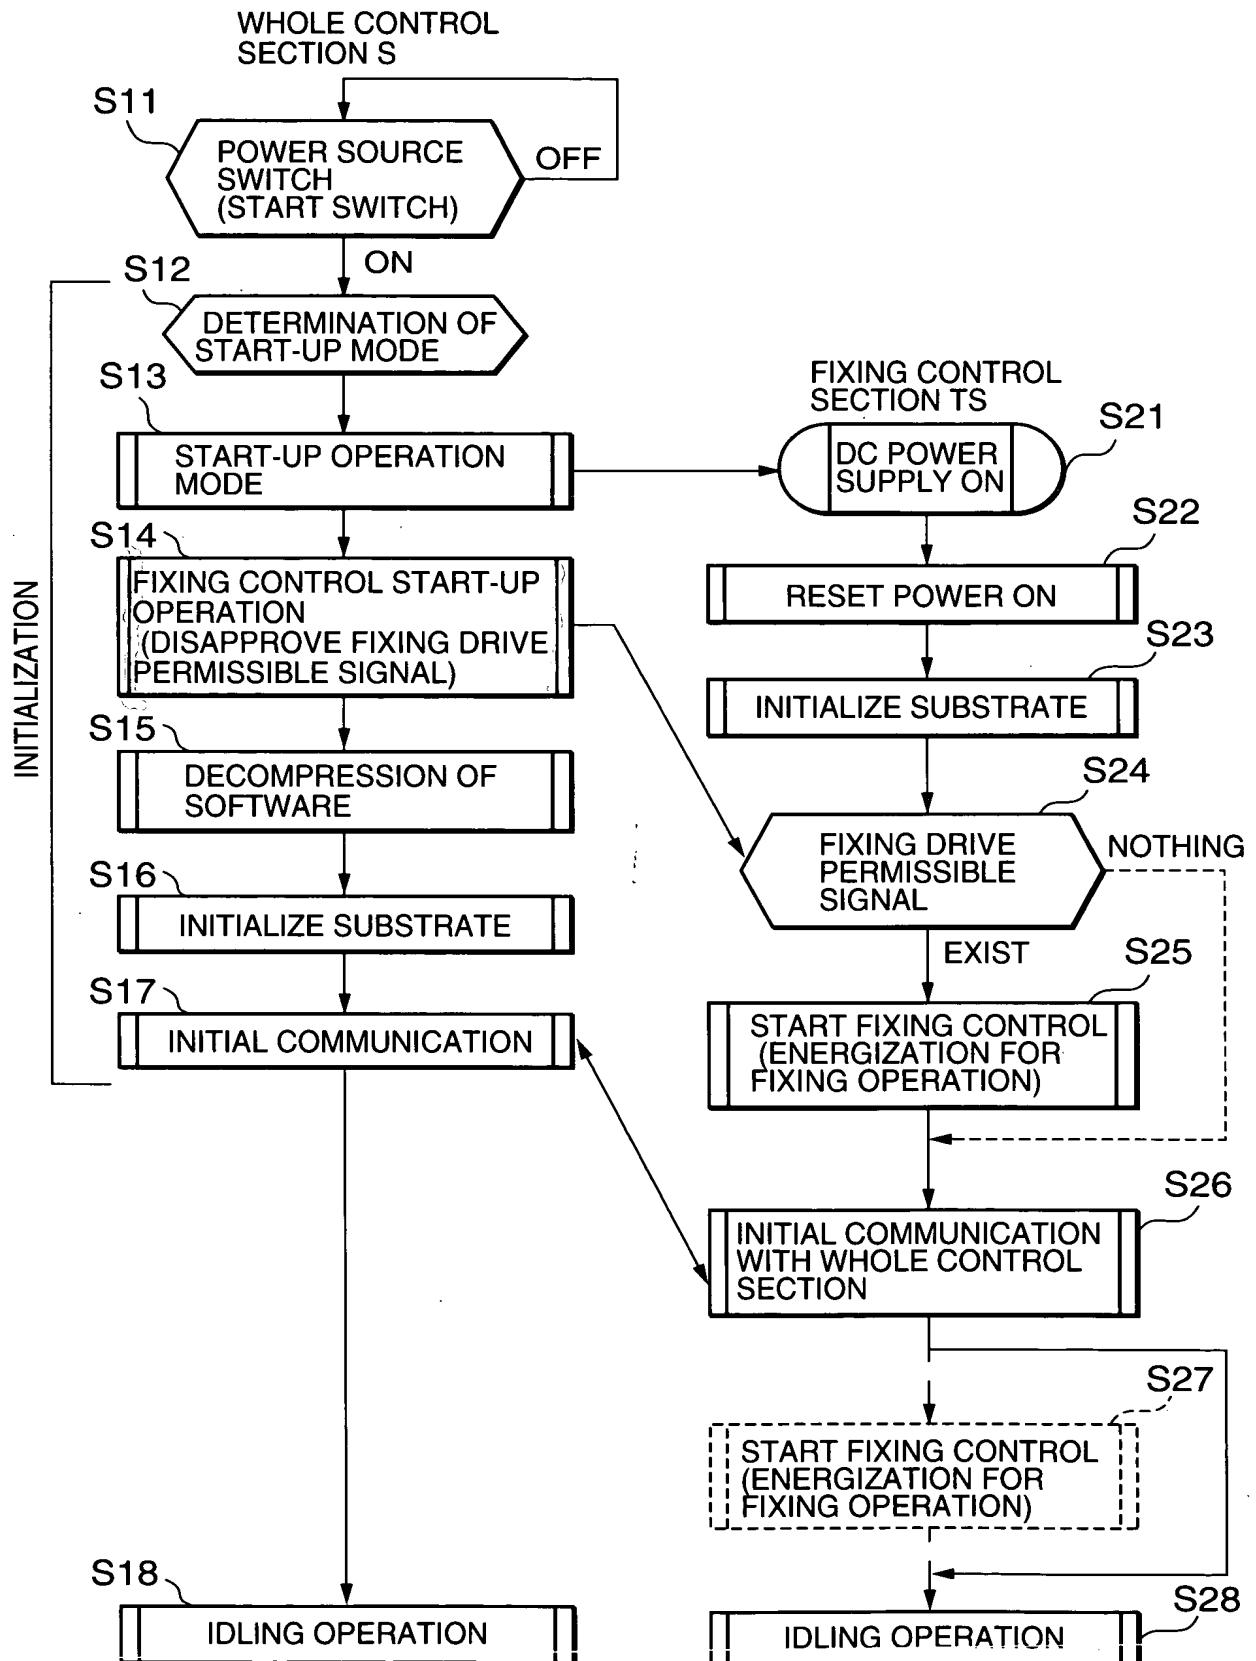 WHOLE CONTROL
SECTION S
S11
POWER SOURCE
SWITCH
(START SWITCH)
OFF
ON
S12
DETERMINATION OF
START-UP MODE
S13
START-UP OPERATION
MODE
S14
FIXING CONTROL START-UP
OPERATION
(DISAPPROVE FIXING DRIVE
PERMISSIBLE SIGNAL)
S15
DECOMPRESSION OF
SOFTWARE
S16
INITIALIZE SUBSTRATE
S17
INITIAL COMMUNICATION
INITIALIZATION
S18
IDLING OPERATION
FIXING CONTROL
SECTION TS
S21
DC POWER
SUPPLY ON
S22
RESET POWER ON
S23
INITIALIZE SUBSTRATE
S24
FIXING DRIVE
PERMISSIBLE
SIGNAL
NOTHING
EXIST
S25
START FIXING CONTROL
(ENERGIZATION FOR
FIXING OPERATION)
S26
INITIAL COMMUNICATION
WITH WHOLE CONTROL
SECTION
S27
START FIXING CONTROL
(ENERGIZATION FOR
FIXING OPERATION)
S28
IDLING OPERATION